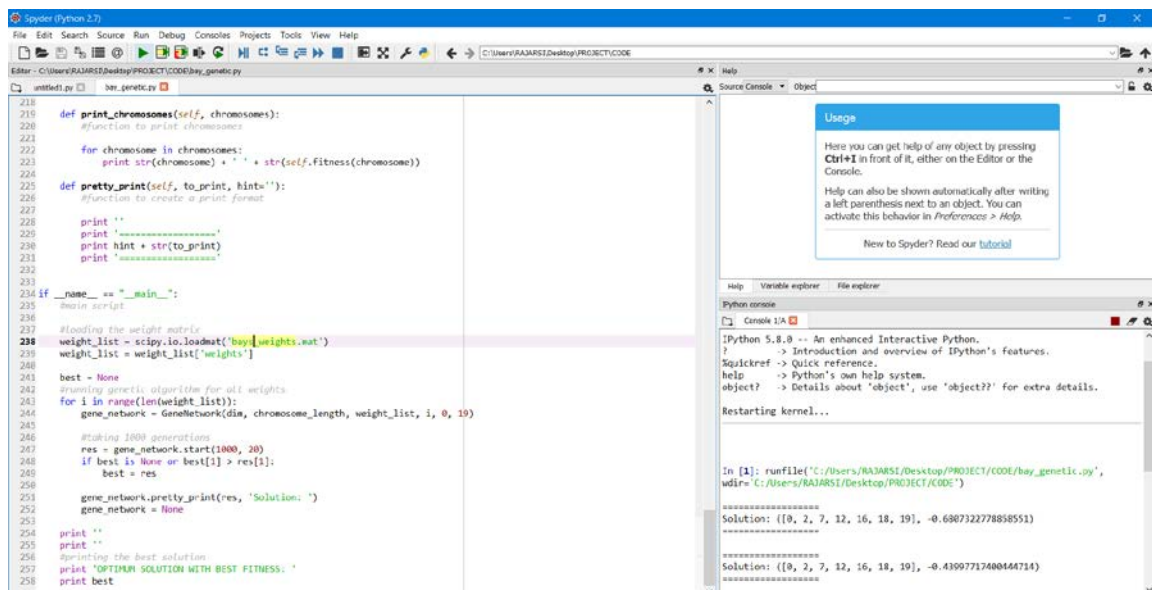 Spyder (Python 2.7)
File Edit Search Source Run Debug Consoles Projects Tools View Help
C:\Users\RAJARSI\Desktop\PROJECT\CODE
Editor - C:\Users\RAJARSI\Desktop\PROJECT\CODE\bay_genetic.py
untitled1.py bay_genetic.py
218
219 def print_chromosomes(self, chromosomes):
220 #function to print chromosomes
221
222 for chromosome in chromosomes:
223 print str(chromosome) + ' ' + str(self.fitness(chromosome))
224
225 def pretty_print(self, to_print, hint=''):
226 #function to create a print format
227
228 print ''
229 print '=================='
230 print hint + str(to_print)
231 print '=================='
232
233
234 if __name__ == "__main__":
235 #main script
236
237 #loading the weight matrix
238 weight_list = scipy.io.loadmat('bays_weights.mat')
239 weight_list = weight_list['weights']
240
241 best = None
242 #running genetic algorithm for all weights
243 for i in range(len(weight_list)):
244 gene_network = GeneNetwork(dim, chromosome_length, weight_list, i, 0, 19)
245
246 #taking 1000 generations
247 res = gene_network.start(1000, 20)
248 if best is None or best[1] > res[1]:
249 best = res
250
251 gene_network.pretty_print(res, 'Solution: ')
252 gene_network = None
253
254 print ''
255 print ''
256 #printing the best solution
257 print 'OPTIMUM SOLUTION WITH BEST FITNESS: '
258 print best
Help
Source Console Object
Usage
Here you can get help of any object by pressing
Ctrl+I in front of it, either on the Editor or the
Console.
Help can also be shown automatically after writing
a left parenthesis next to an object. You can
activate this behavior in Preferences > Help.
New to Spyder? Read our tutorial
Help Variable explorer File explorer
IPython console
Console 1/A
IPython 5.8.0 -- An enhanced Interactive Python.
? -> Introduction and overview of IPython's features.
%quickref -> Quick reference.
help -> Python's own help system.
object? -> Details about 'object', use 'object??' for extra details.
Restarting kernel...
In [1]: runfile('C:/Users/RAJARSI/Desktop/PROJECT/CODE/bay_genetic.py',
wdir='C:/Users/RAJARSI/Desktop/PROJECT/CODE')
==================
Solution: ([0, 2, 7, 12, 16, 18, 19], -0.6807322778858551)
==================
==================
Solution: ([0, 2, 7, 12, 16, 18, 19], -0.43997717400444714)
==================